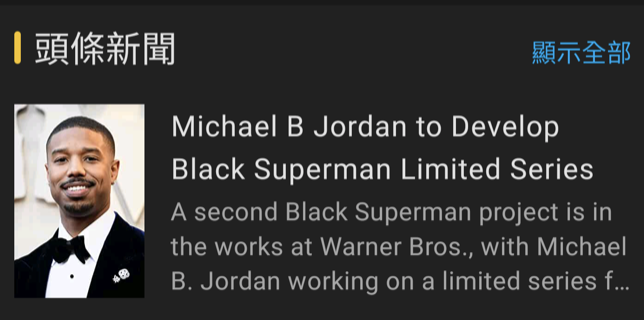 頭條新聞
顯示全部
Michael B Jordan to Develop
Black Superman Limited Series
A second Black Superman project is in
the works at Warner Bros., with Michael
B. Jordan working on a limited series f...